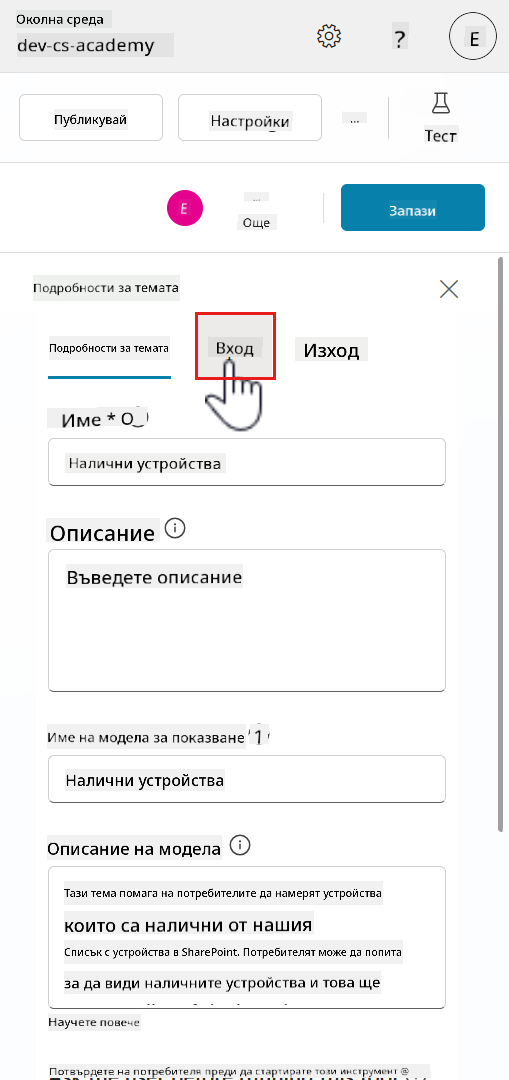 Околна среда
dev-cs-academy
?
E
Публикувай
Настройки
...
Тест
E
...
Още
Запази
Подробности за темата
Подробности за темата
Вход
Изход
Име * О
Налични устройства
Описание
Въведете описание
Име на модела за показване 1
Налични устройства
Описание на модела
Тази тема помага на потребителите да намерят устройства
които са налични от нашия
Списък с устройства в SharePoint. Потребителят може да попита
за да види наличните устройства и това ще
Научете повече
Потвърдете на потребителя преди да стартирате този инструмент @